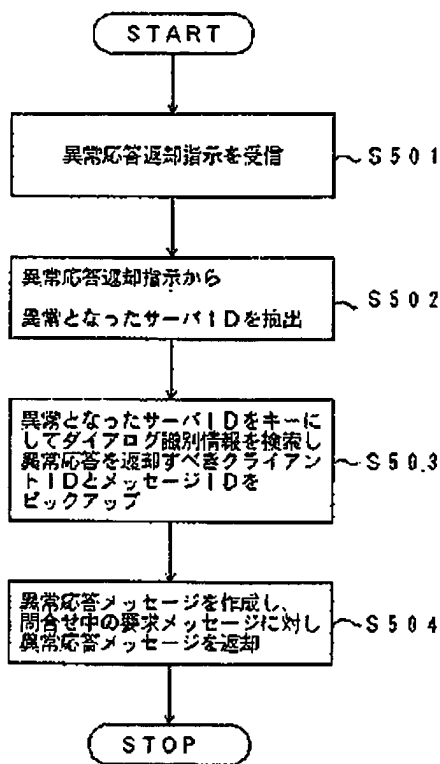 START
異常応答返却指示を受信
S501
異常応答返却指示から
異常となったサーバIDを抽出
S502
異常となったサーバIDをキーに
してダイアログ識別情報を検索し
異常応答を返却すべきクライアン
トIDとメッセージIDを
ピックアップ
S503
異常応答メッセージを作成し、
問合せ中の要求メッセージに対し
異常応答メッセージを返却
S504
STOP